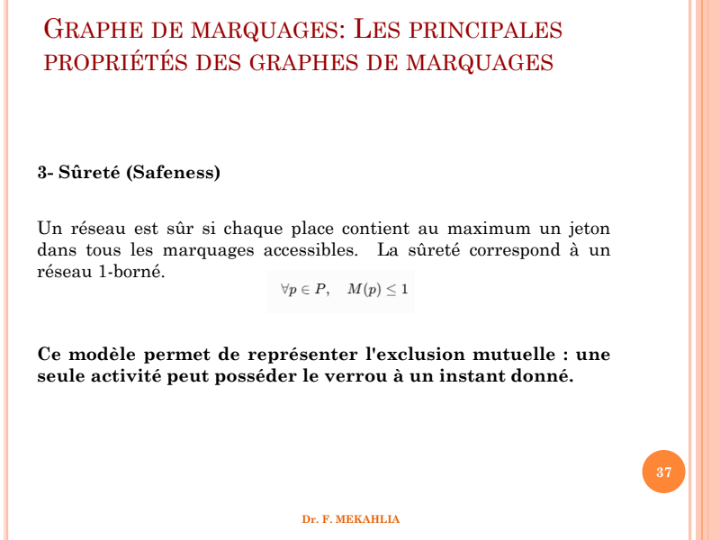 GRAPHE DE MARQUAGES: LES PRINCIPALES
PROPRIÉTÉS DES GRAPHES DE MARQUAGES
3- Sûreté (Safeness)
Un réseau est sûr si chaque place contient au maximum un jeton
dans tous les marquages accessibles. La sûreté correspond à un
réseau 1-borné.
∀p ∈ P, M(p) ≤ 1
Ce modèle permet de représenter l'exclusion mutuelle : une
seule activité peut posséder le verrou à un instant donné.
37
Dr. F. MEKAHLIA